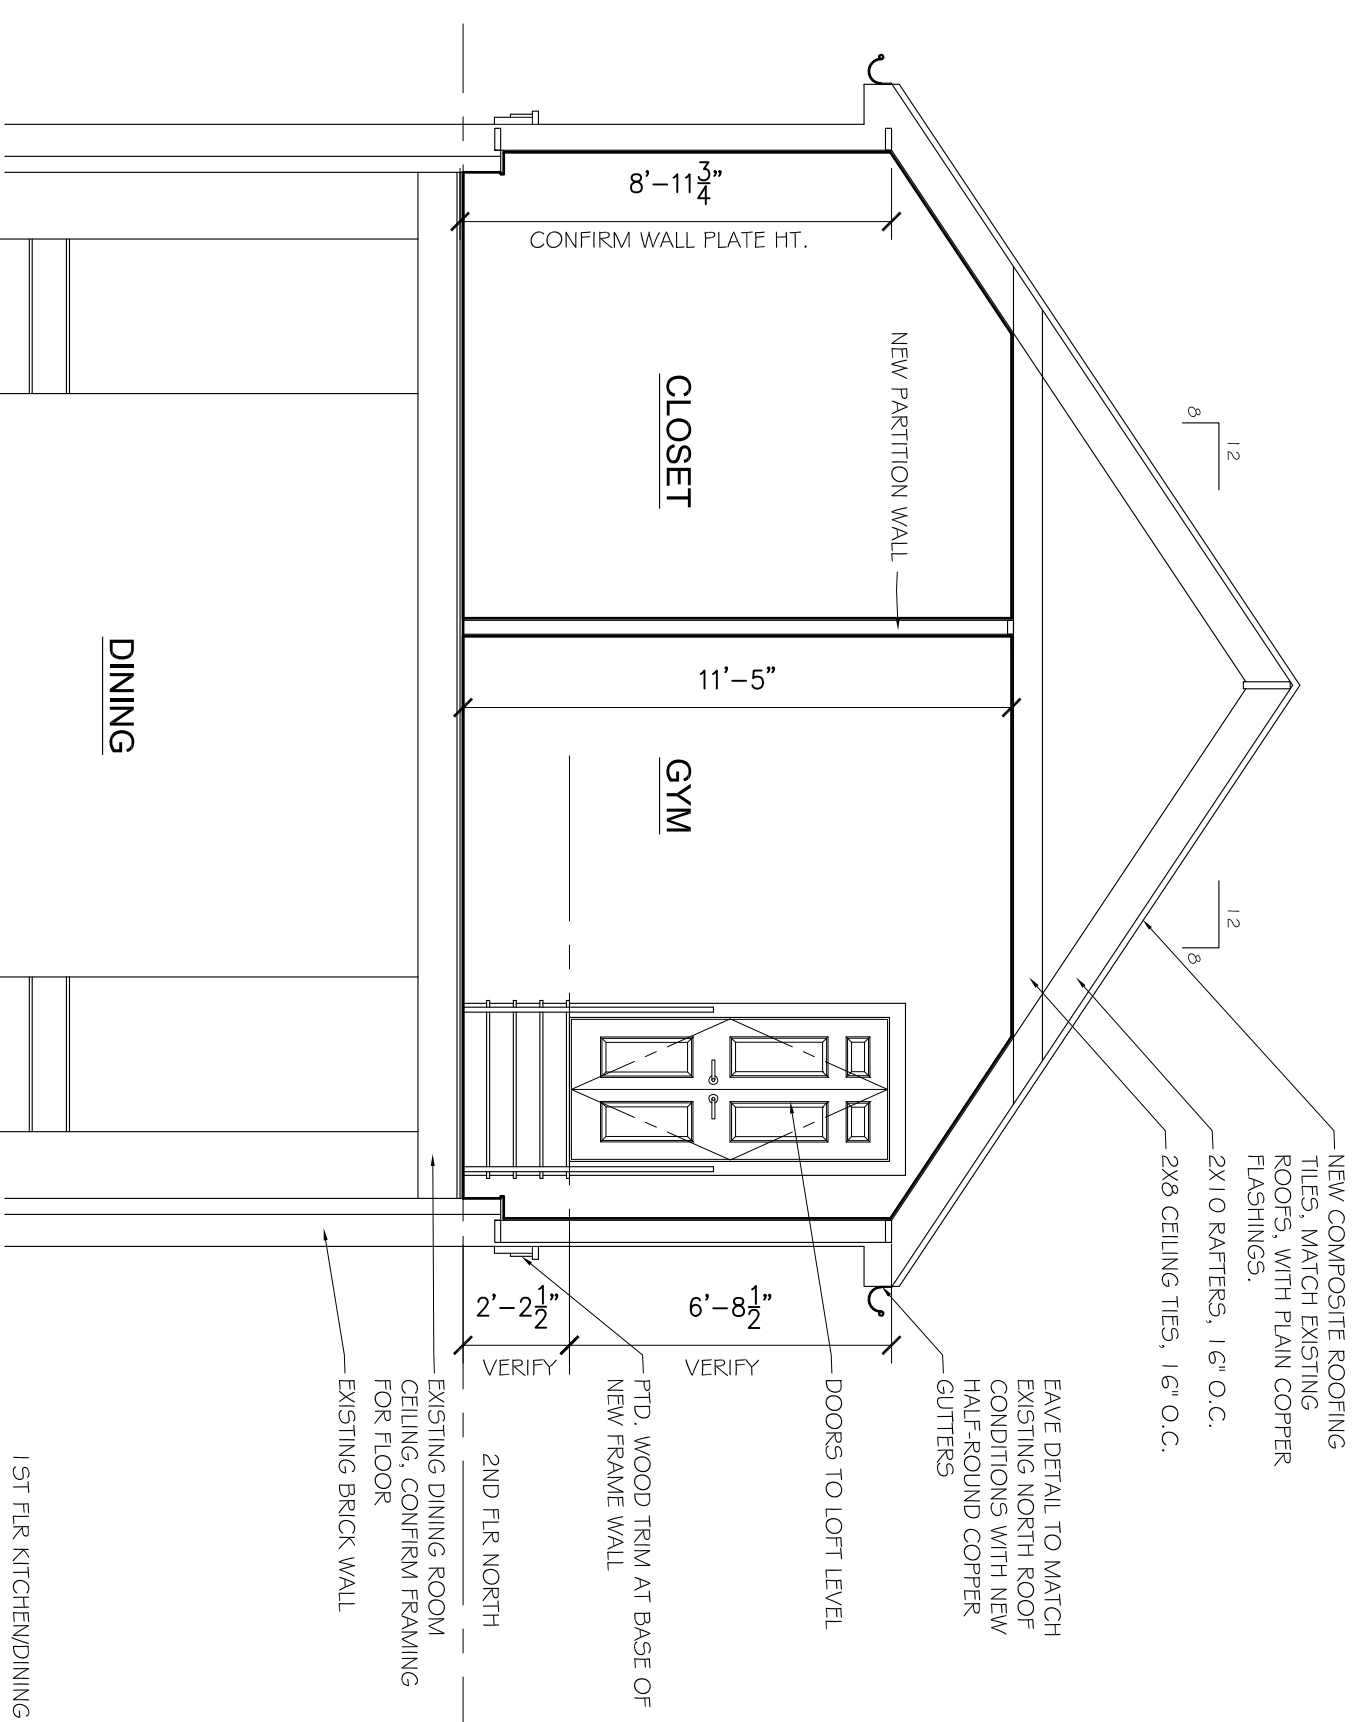 NEW COMPOSITE ROOFING
TILES, MATCH EXISTING
ROOFS, WITH PLAIN COPPER
FLASHINGS.
2X10 RAFTERS, 16" O.C.
2X8 CEILING TIES, 16" O.C.
12
8
12
8
EAVE DETAIL TO MATCH
EXISTING NORTH ROOF
CONDITIONS WITH NEW
HALF-ROUND COPPER
GUTTERS
NEW PARTITION WALL
DOORS TO LOFT LEVEL
8'-11 3/4"
CONFIRM WALL PLATE HT.
11'-5"
6'-8 1/2"
VERIFY
CLOSET
GYM
PTD. WOOD TRIM AT BASE OF
NEW FRAME WALL
2'-2 1/2"
VERIFY
2ND FLR NORTH
EXISTING DINING ROOM
CEILING, CONFIRM FRAMING
FOR FLOOR
EXISTING BRICK WALL
DINING
1ST FLR KITCHEN/DINING